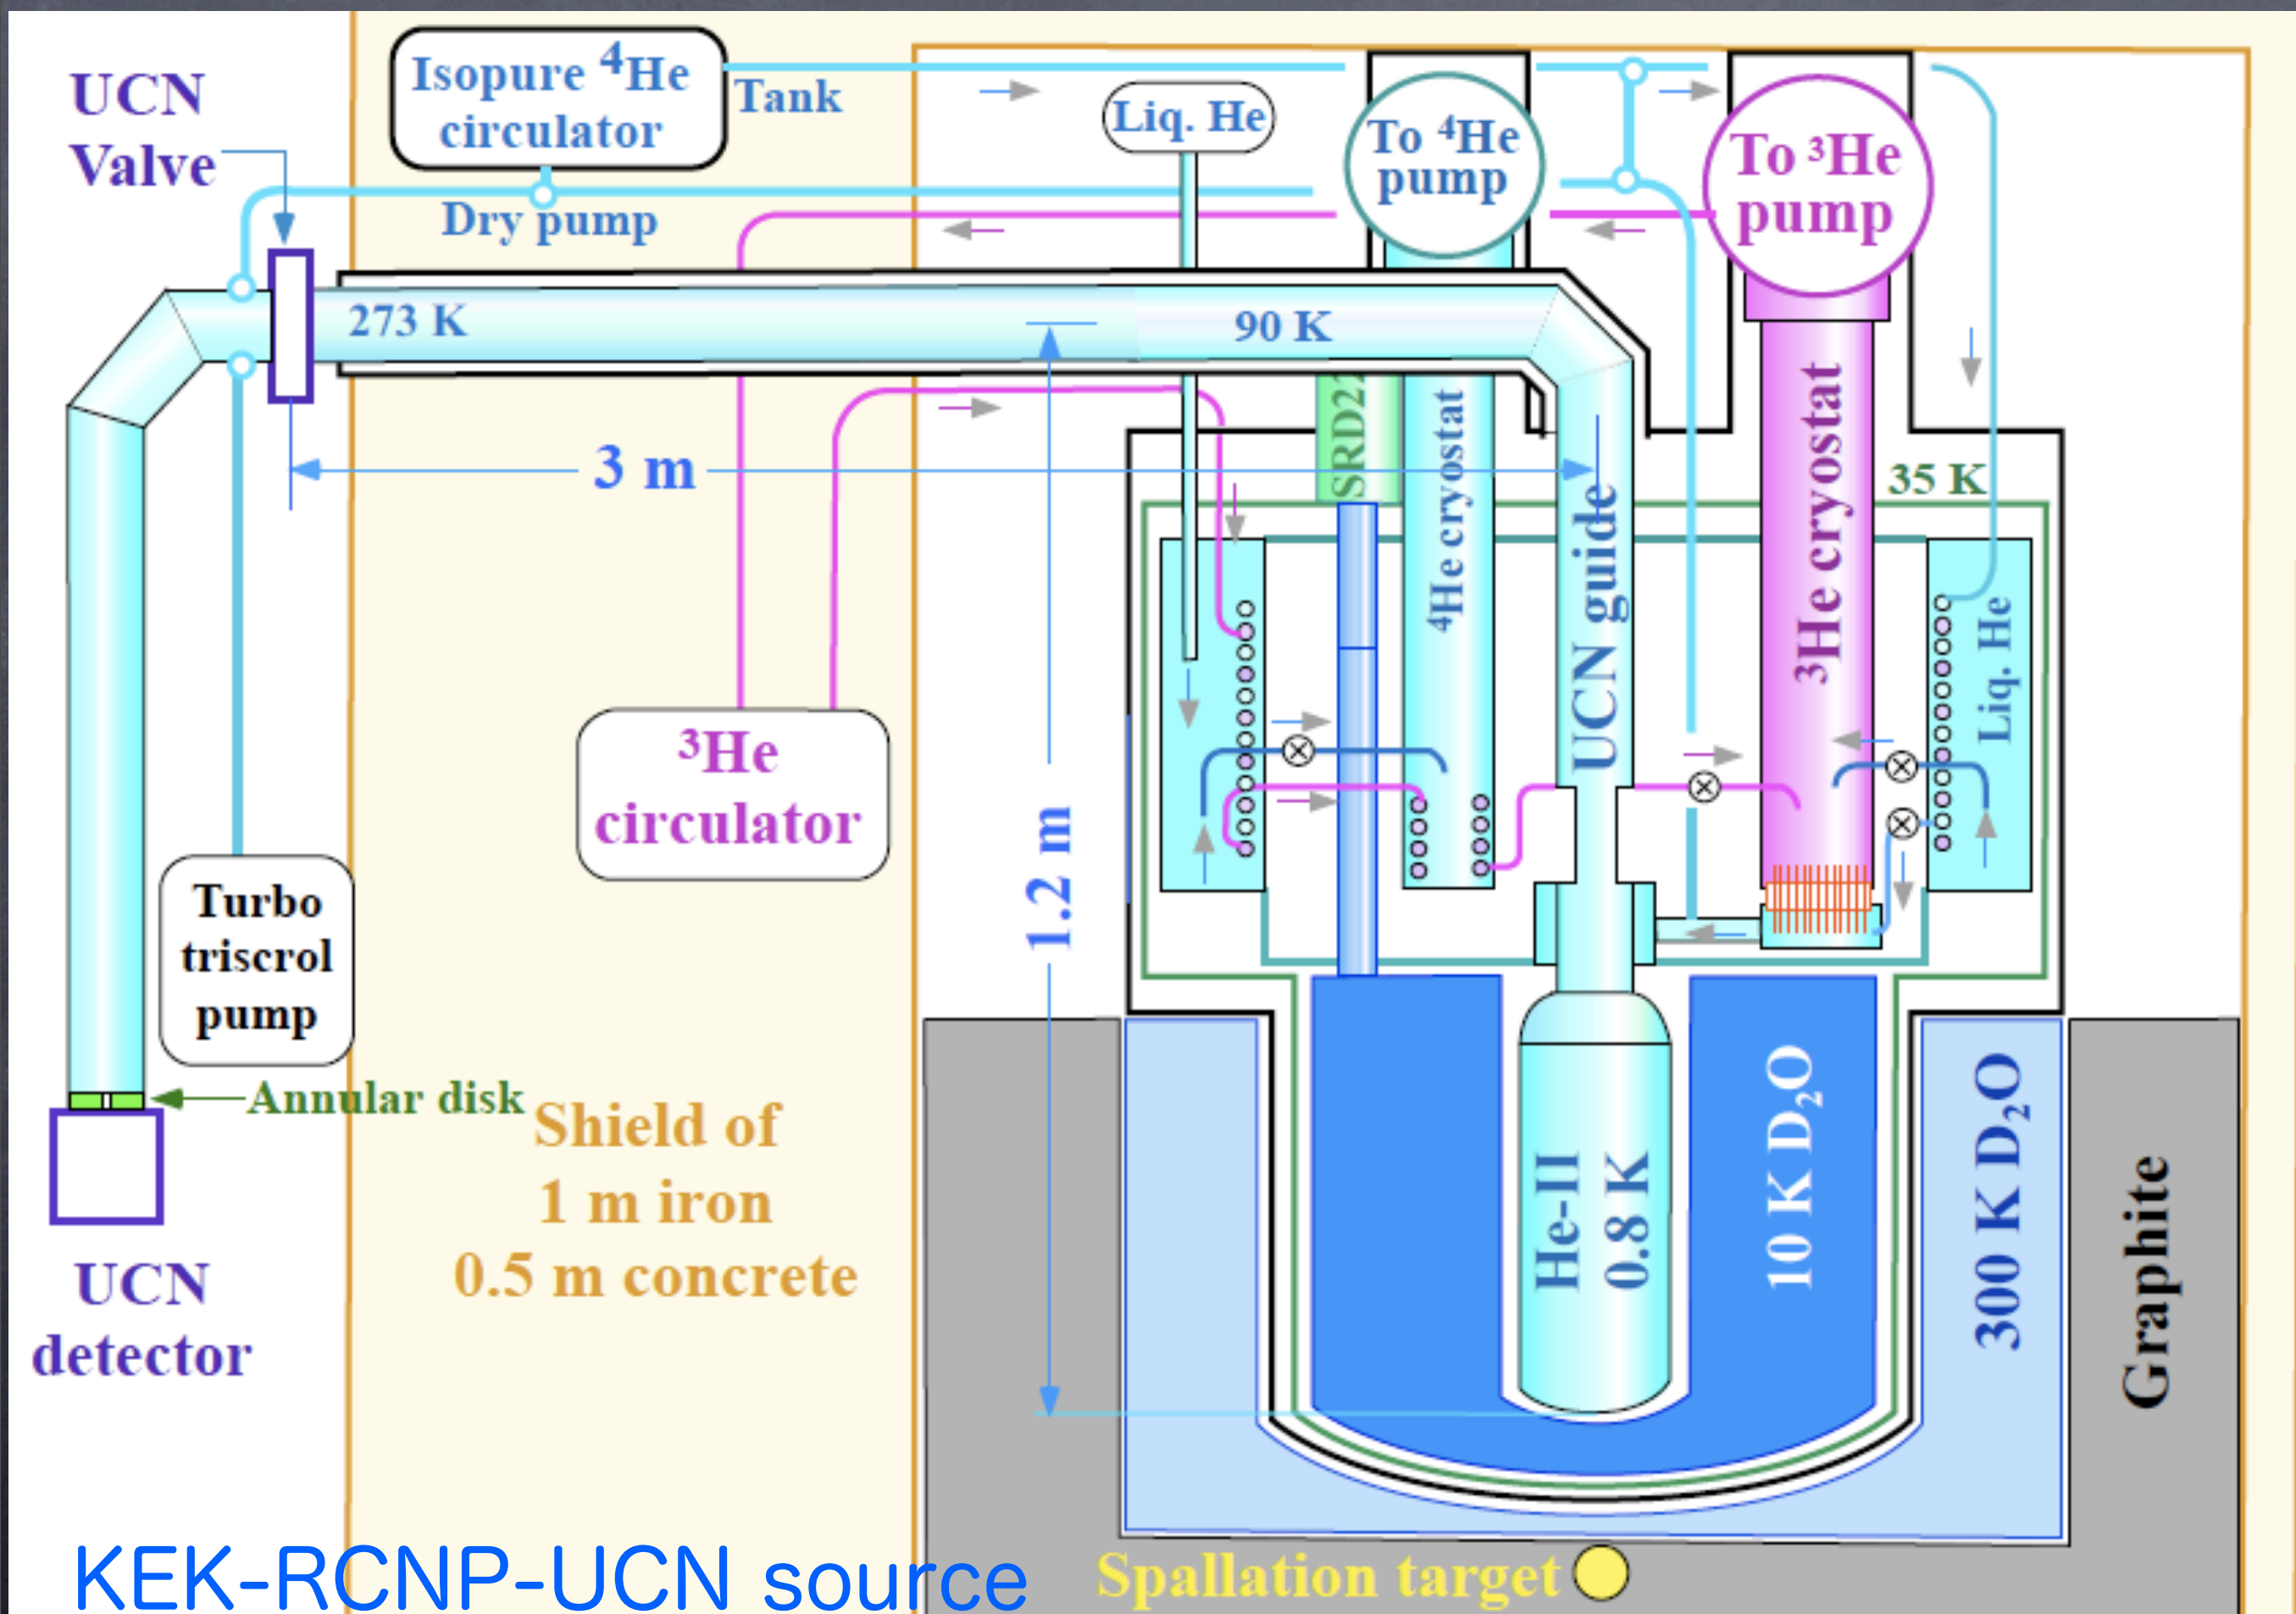 UCN
Valve
Isopure ⁴He
circulator
Tank
Dry pump
Liq. He
To ⁴He
pump
To ³He
pump
273 K
90 K
SRD22
⁴He cryostat
UCN guide
³He cryostat
35 K
Liq. He
3 m
1.2 m
³He
circulator
Turbo
triscrol
pump
Annular disk
UCN
detector
Shield of
1 m iron
0.5 m concrete
He-II
0.8 K
10 K D₂O
300 K D₂O
Graphite
Spallation target
KEK-RCNP-UCN source